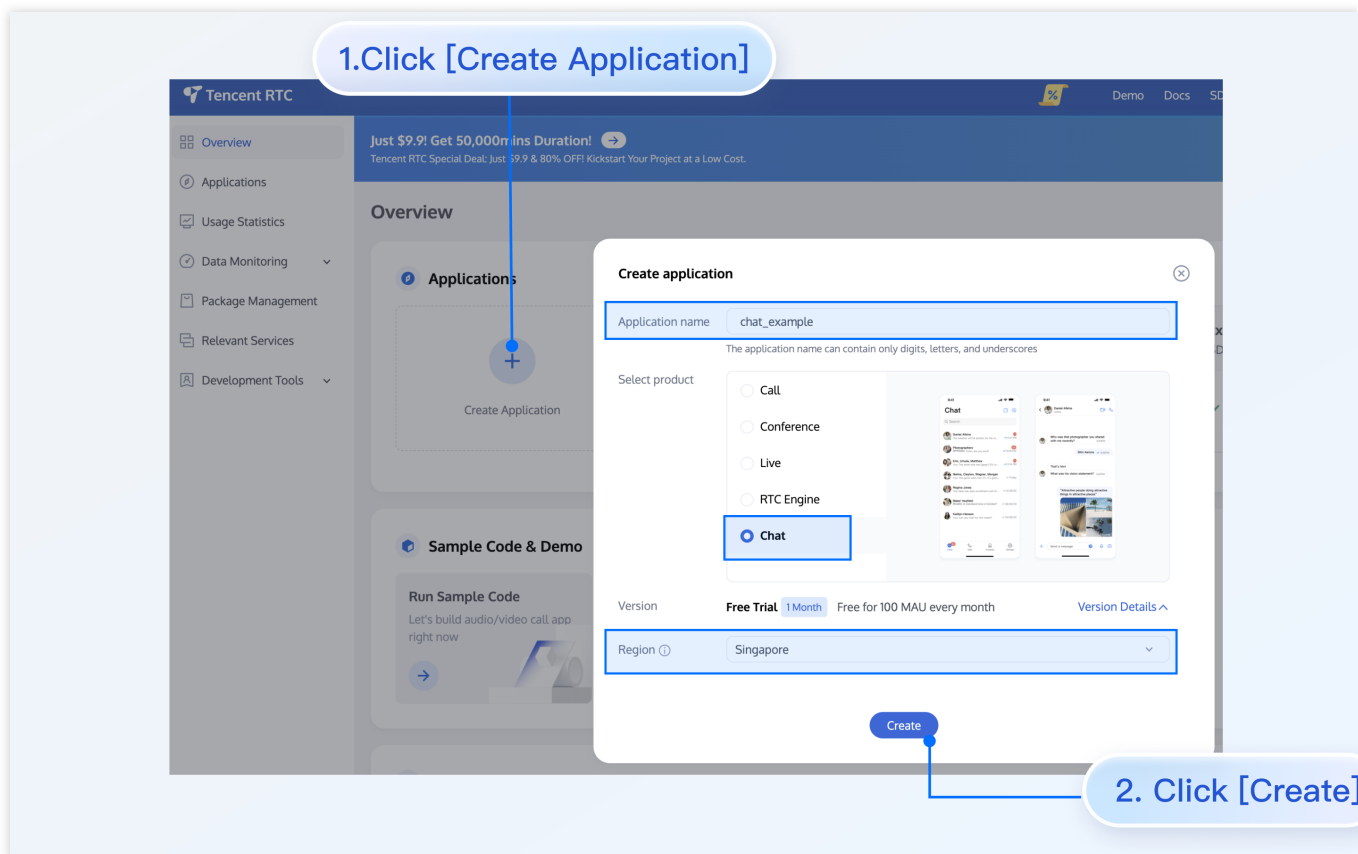 1.Click [Create Application]
Tencent RTC
Demo Docs
Overview
Just $9.9! Get 50,000mins Duration!
Tencent RTC Special Deal: Just $9.9 & 80% OFF! Kickstart Your Project at a Low Cost.
Applications
Usage Statistics
Data Monitoring
Package Management
Relevant Services
Development Tools
Overview
Applications
Create Application
Sample Code & Demo
Run Sample Code
Let's build audio/video call app
right now
Create application
Application name chat_example
The application name can contain only digits, letters, and underscores
Select product
Call
Conference
Live
RTC Engine
Chat
Chat
Version Free Trial 1 Month Free for 100 MAU every month Version Details
Region Singapore
Create
2. Click [Create]